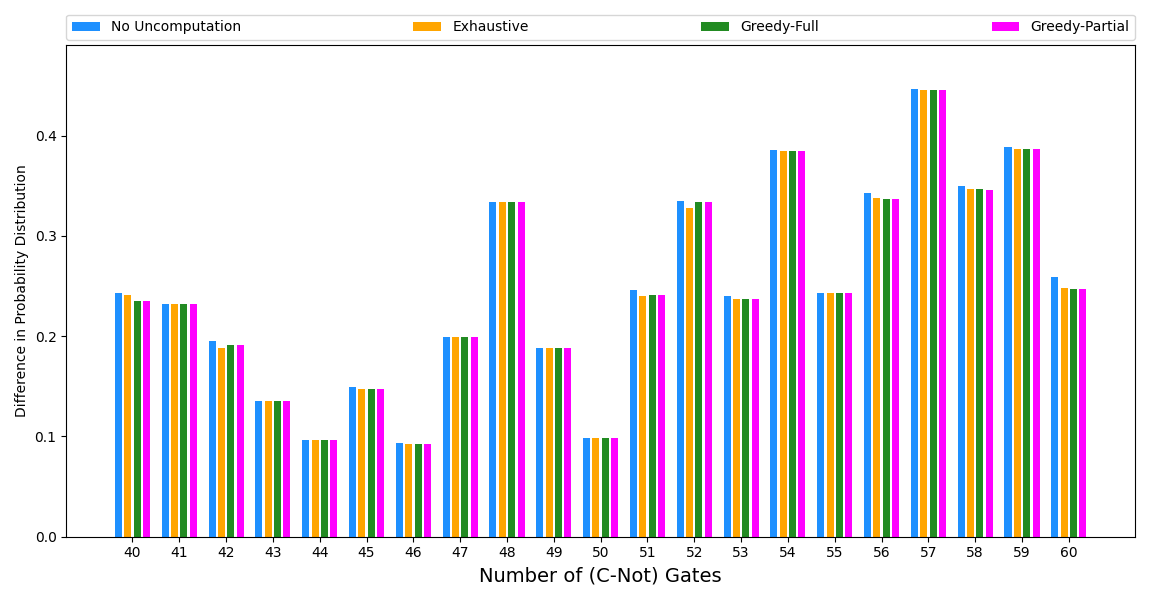 No Uncomputation Exhaustive Greedy-Full Greedy-Partial
Difference in Probability Distribution
0.4
0.3
0.2
0.1
0.0
40 41 42 43 44 45 46 47 48 49 50 51 52 53 54 55 56 57 58 59 60
Number of (C-Not) Gates